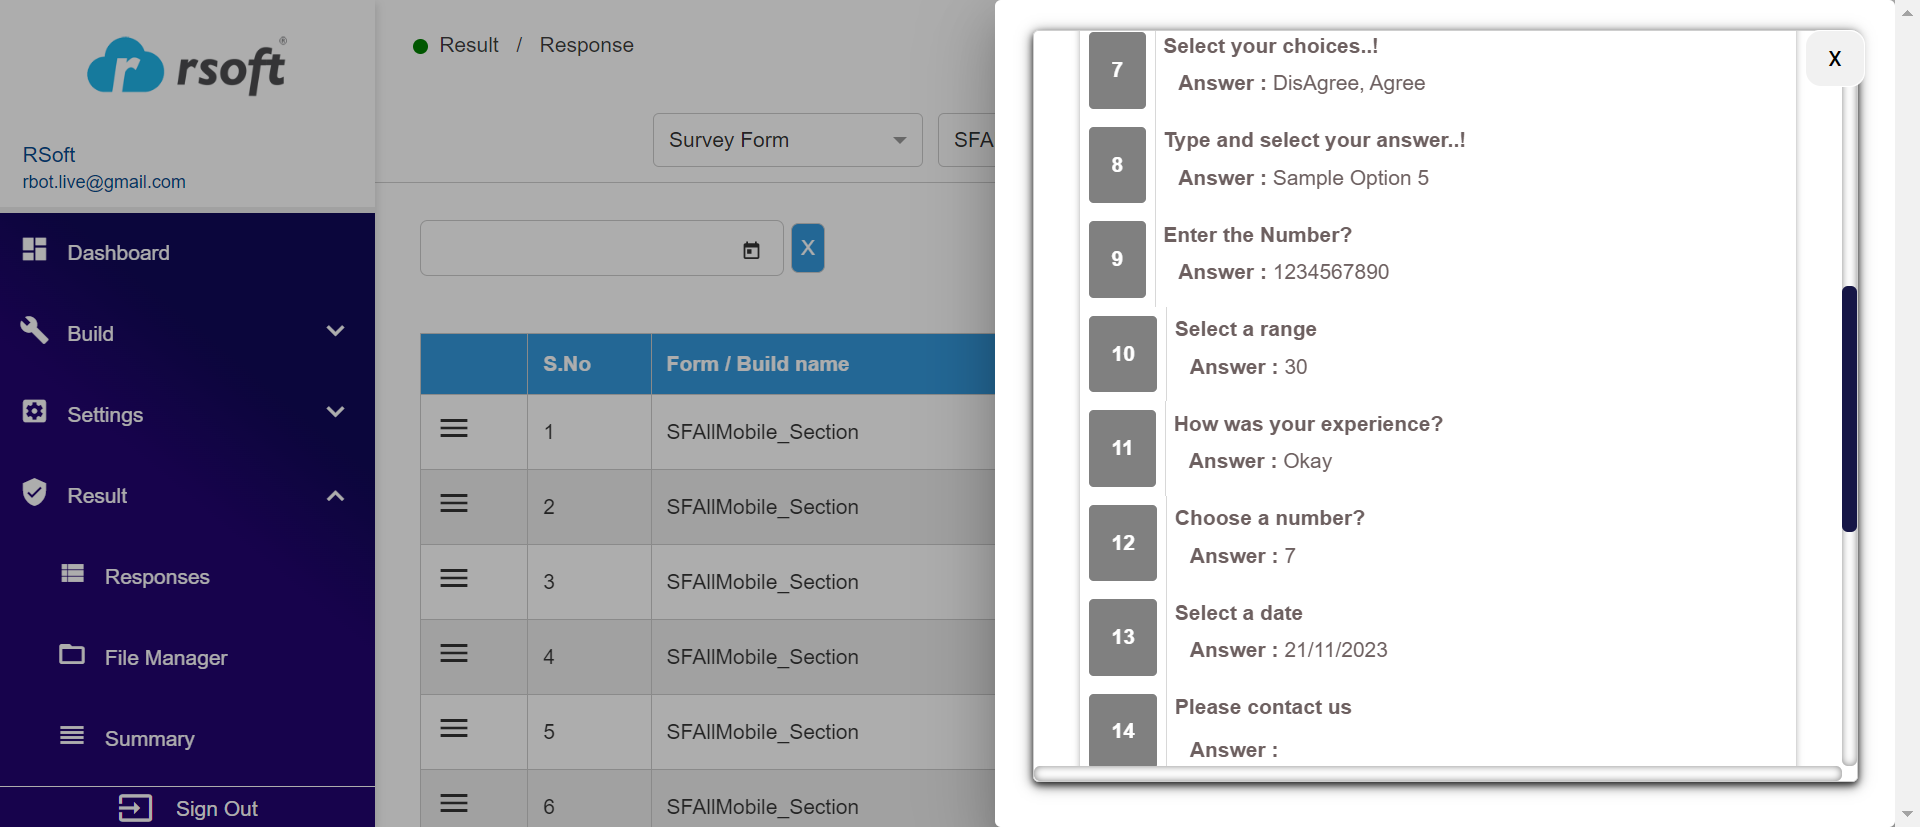 rsoft®
RSoft
rbot.live@gmail.com
Dashboard
Build
Settings
Result
Responses
File Manager
Summary
Sign Out
Result / Response
Survey Form
SFA
X
S.No
Form / Build name
1
SFAllMobile_Section
2
SFAllMobile_Section
3
SFAllMobile_Section
4
SFAllMobile_Section
5
SFAllMobile_Section
6
SFAllMobile_Section
X
7
Select your choices..!
Answer : DisAgree, Agree
8
Type and select your answer..!
Answer : Sample Option 5
9
Enter the Number?
Answer : 1234567890
10
Select a range
Answer : 30
11
How was your experience?
Answer : Okay
12
Choose a number?
Answer : 7
13
Select a date
Answer : 21/11/2023
14
Please contact us
Answer :